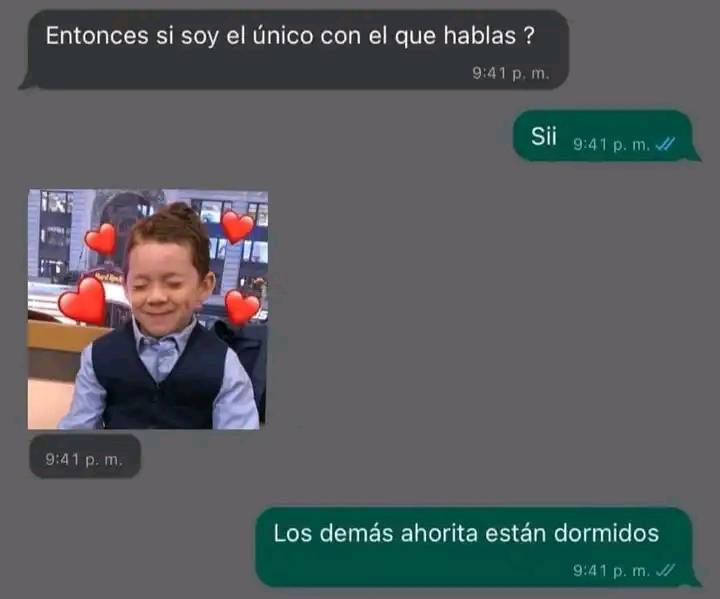 Entonces si soy el único con el que hablas ?
9:41 p. m.
Sii 9:41 p. m.
9:41 p. m.
Los demás ahorita están dormidos
9:41 p. m.